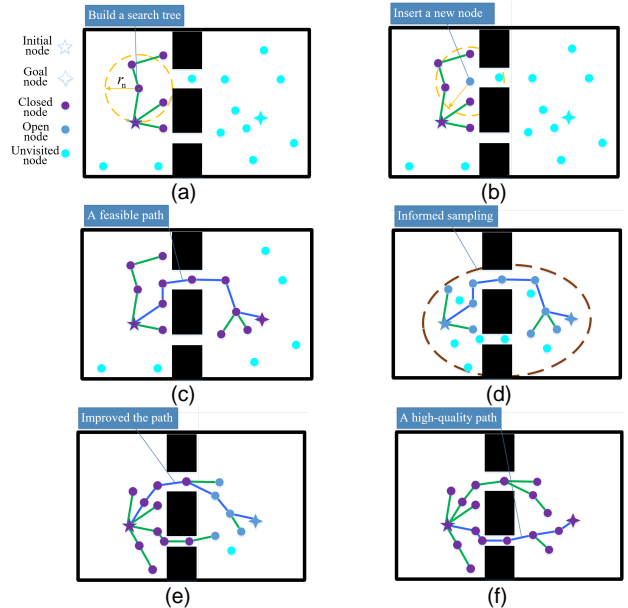 Build a search tree
Insert a new node
Initial
node
Goal
node
Closed
node
Open
node
Unvisited
node
rn
(a)
(b)
A feasible path
Informed sampling
(c)
(d)
Improved the path
A high-quality path
(e)
(f)